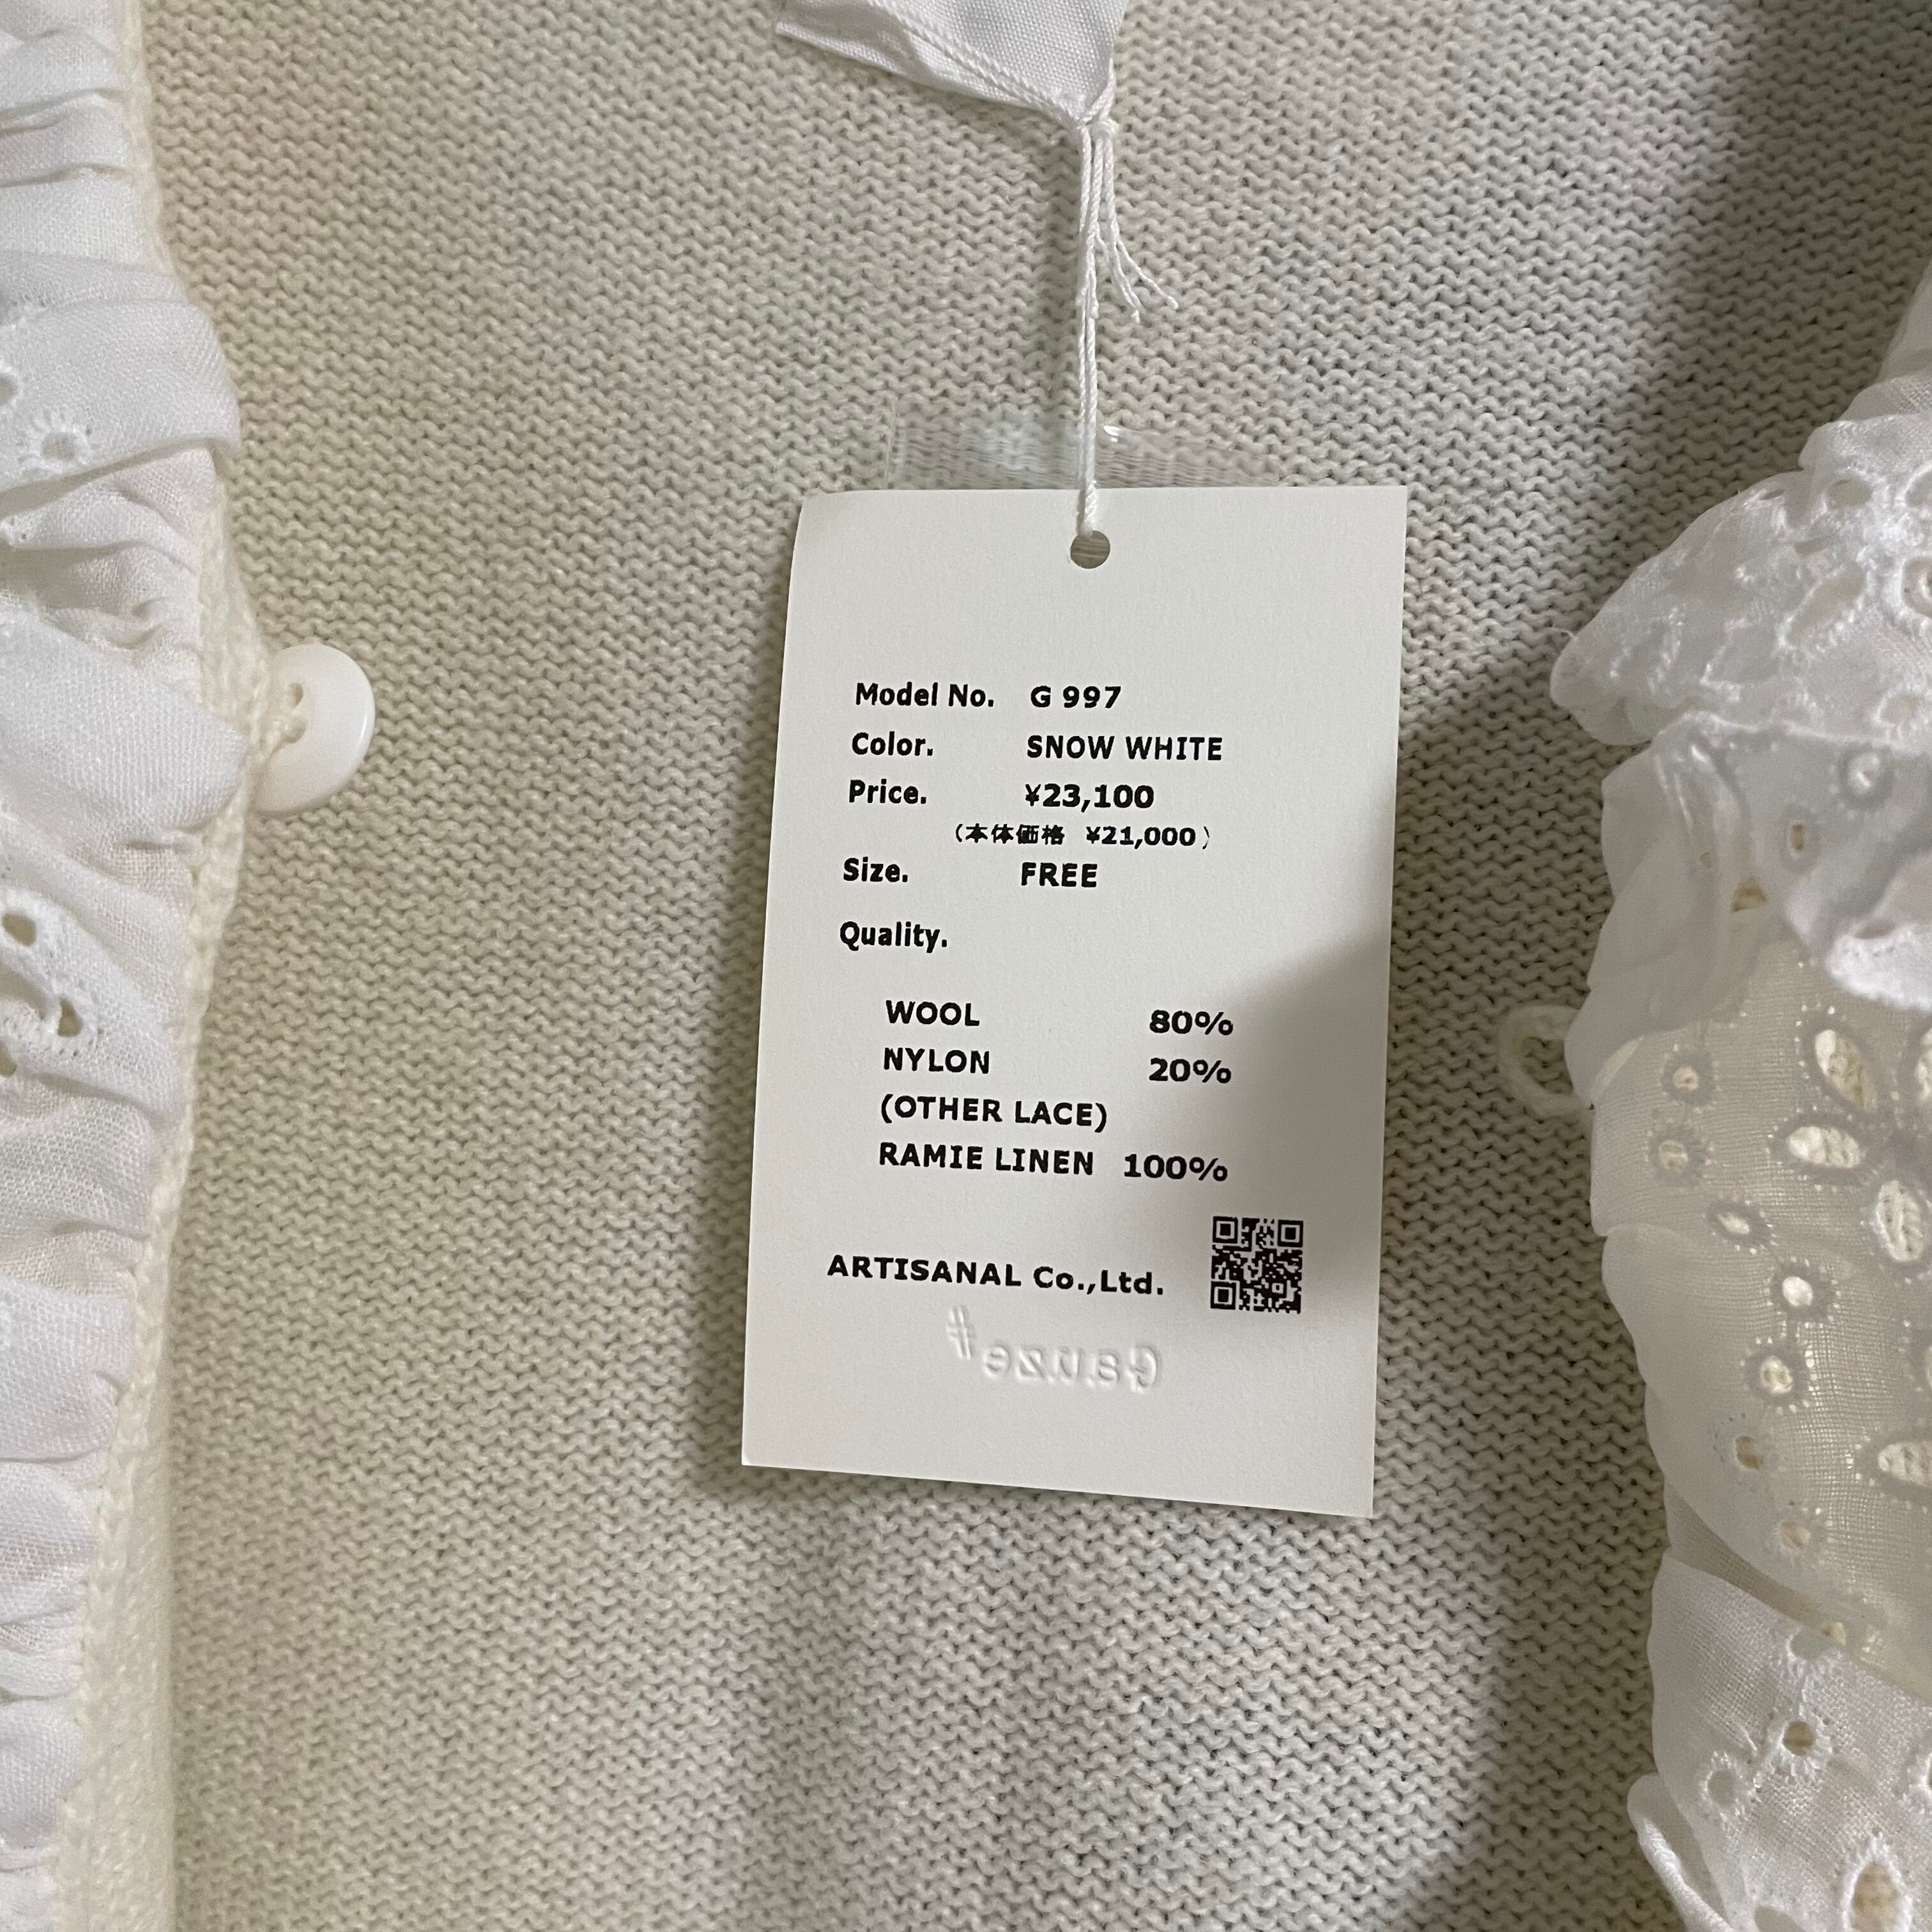 Model No. G 997
Color. SNOW WHITE
Price. ¥23,100
(本体価格 ¥21,000)
Size. FREE
Quality.
WOOL 80%
NYLON 20%
(OTHER LACE)
RAMIE LINEN 100%
ARTISANAL Co.,Ltd.
Gauze#